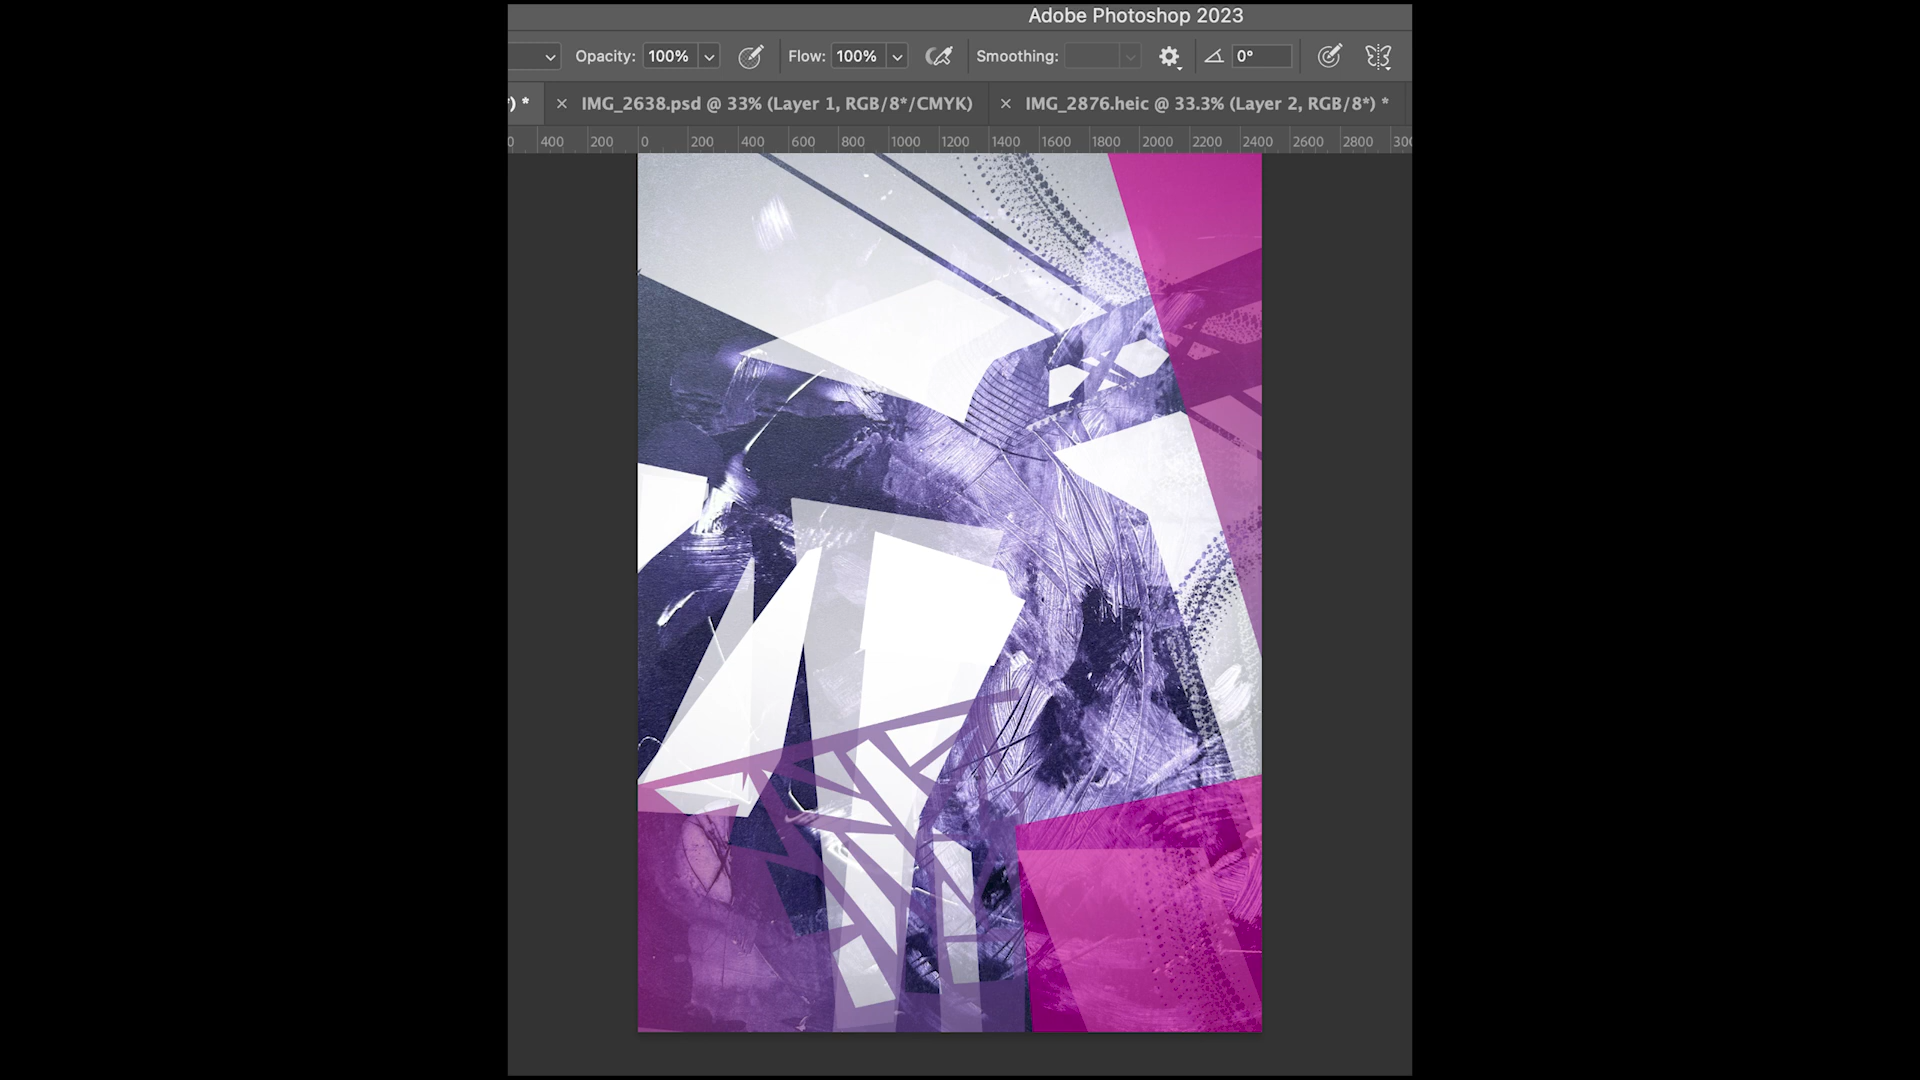 Adobe Photoshop 2023
Opacity: 100% Flow: 100% Smoothing: 0°
) * × IMG_2638.psd @ 33% (Layer 1, RGB/8*/CMYK) × IMG_2876.heic @ 33.3% (Layer 2, RGB/8*) *
0 400 200 0 200 400 600 800 1000 1200 1400 1600 1800 2000 2200 2400 2600 2800 300